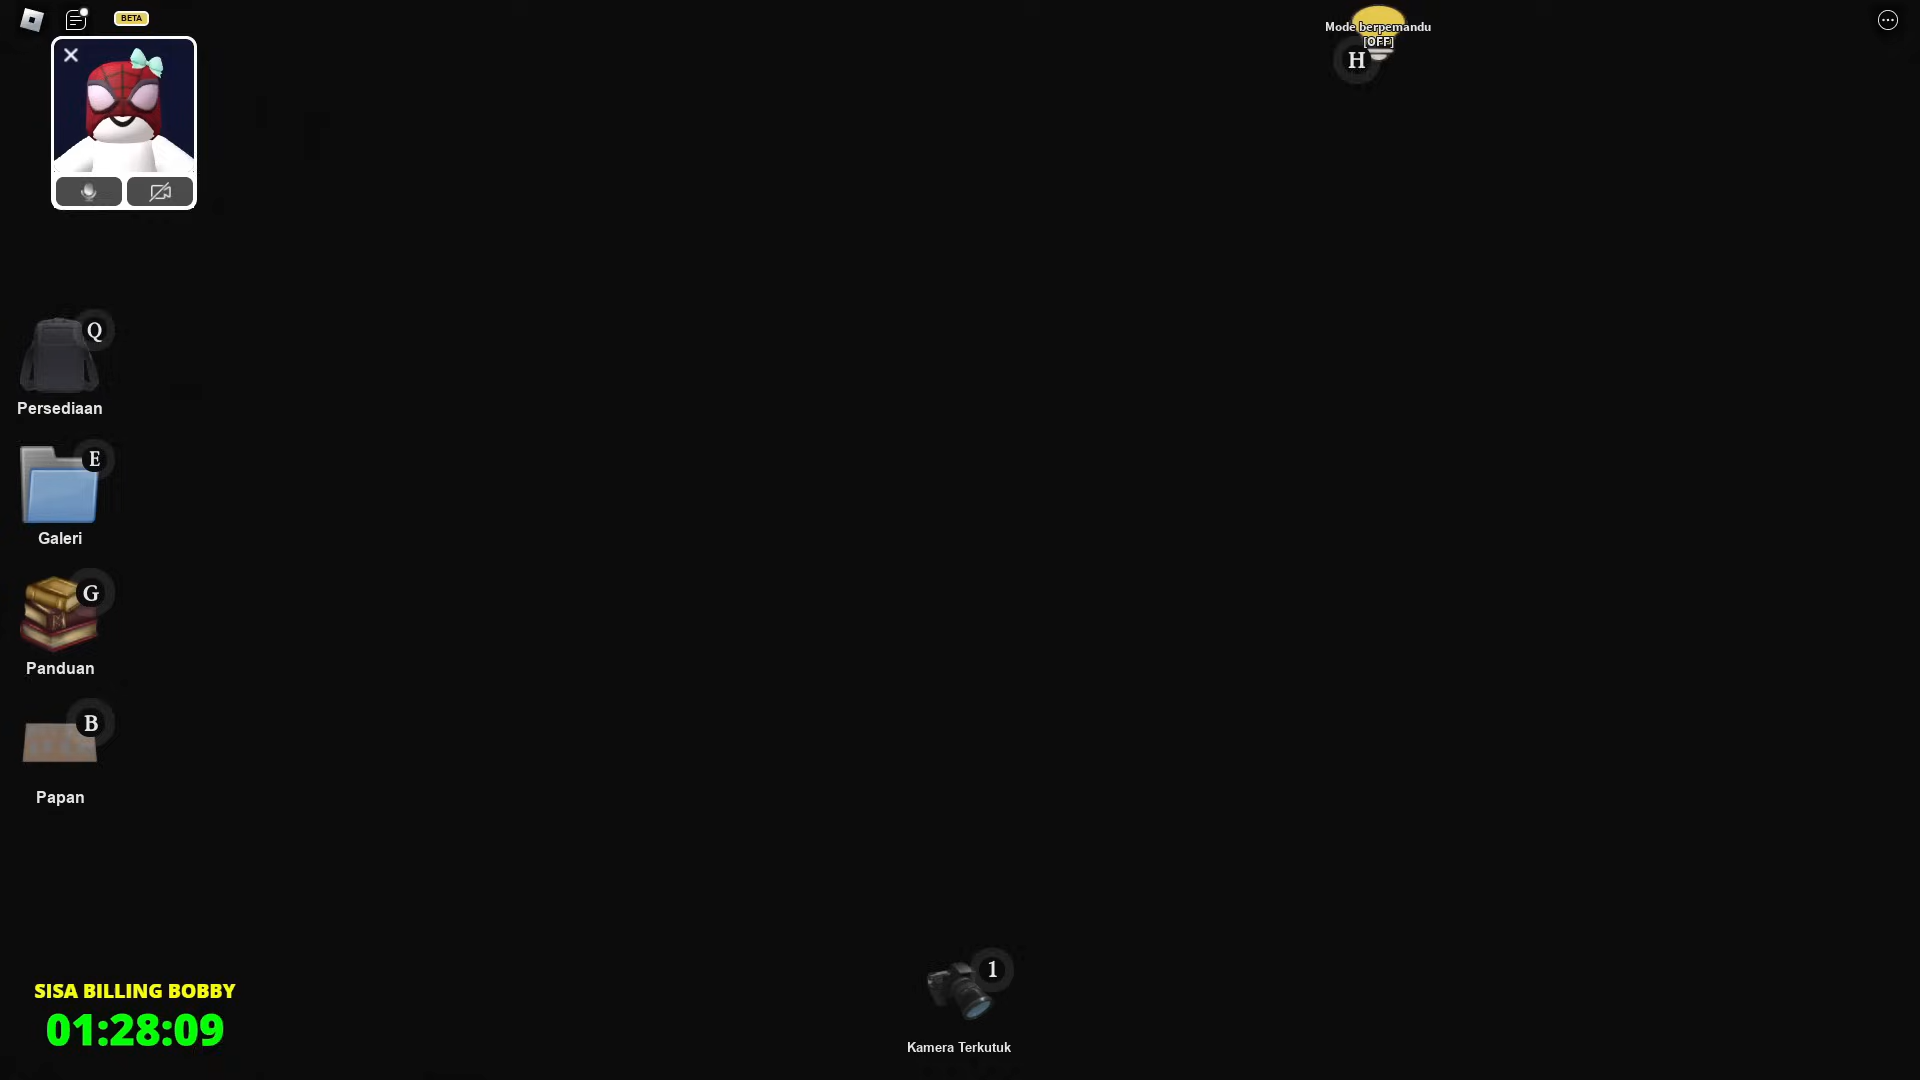 BETA
Mode berpemandu
[OFF]
H
Q
Persediaan
E
Galeri
G
Panduan
B
Papan
SISA BILLING BOBBY
01:28:09
1
Kamera Terkutuk